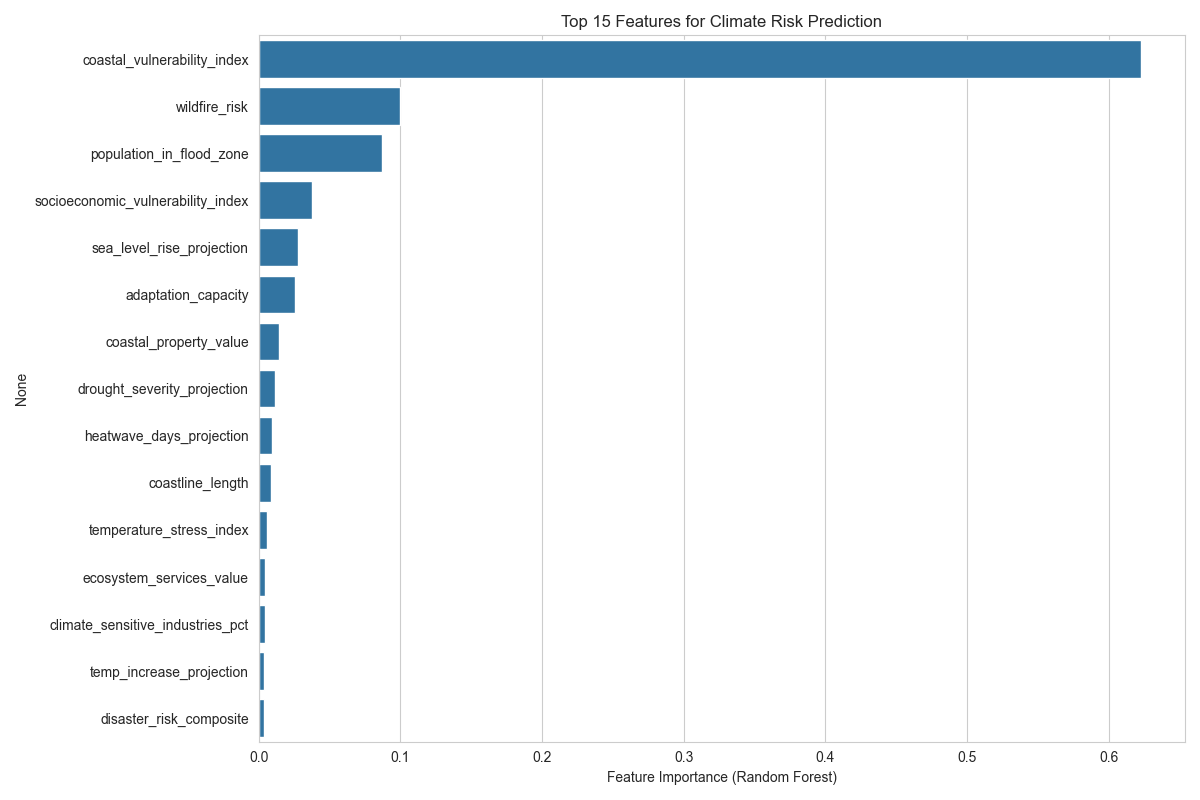 Top 15 Features for Climate Risk Prediction
coastal_vulnerability_index
wildfire_risk
population_in_flood_zone
socioeconomic_vulnerability_index
sea_level_rise_projection
adaptation_capacity
coastal_property_value
drought_severity_projection
heatwave_days_projection
coastline_length
temperature_stress_index
ecosystem_services_value
climate_sensitive_industries_pct
temp_increase_projection
disaster_risk_composite
None
0.0 0.1 0.2 0.3 0.4 0.5 0.6
Feature Importance (Random Forest)